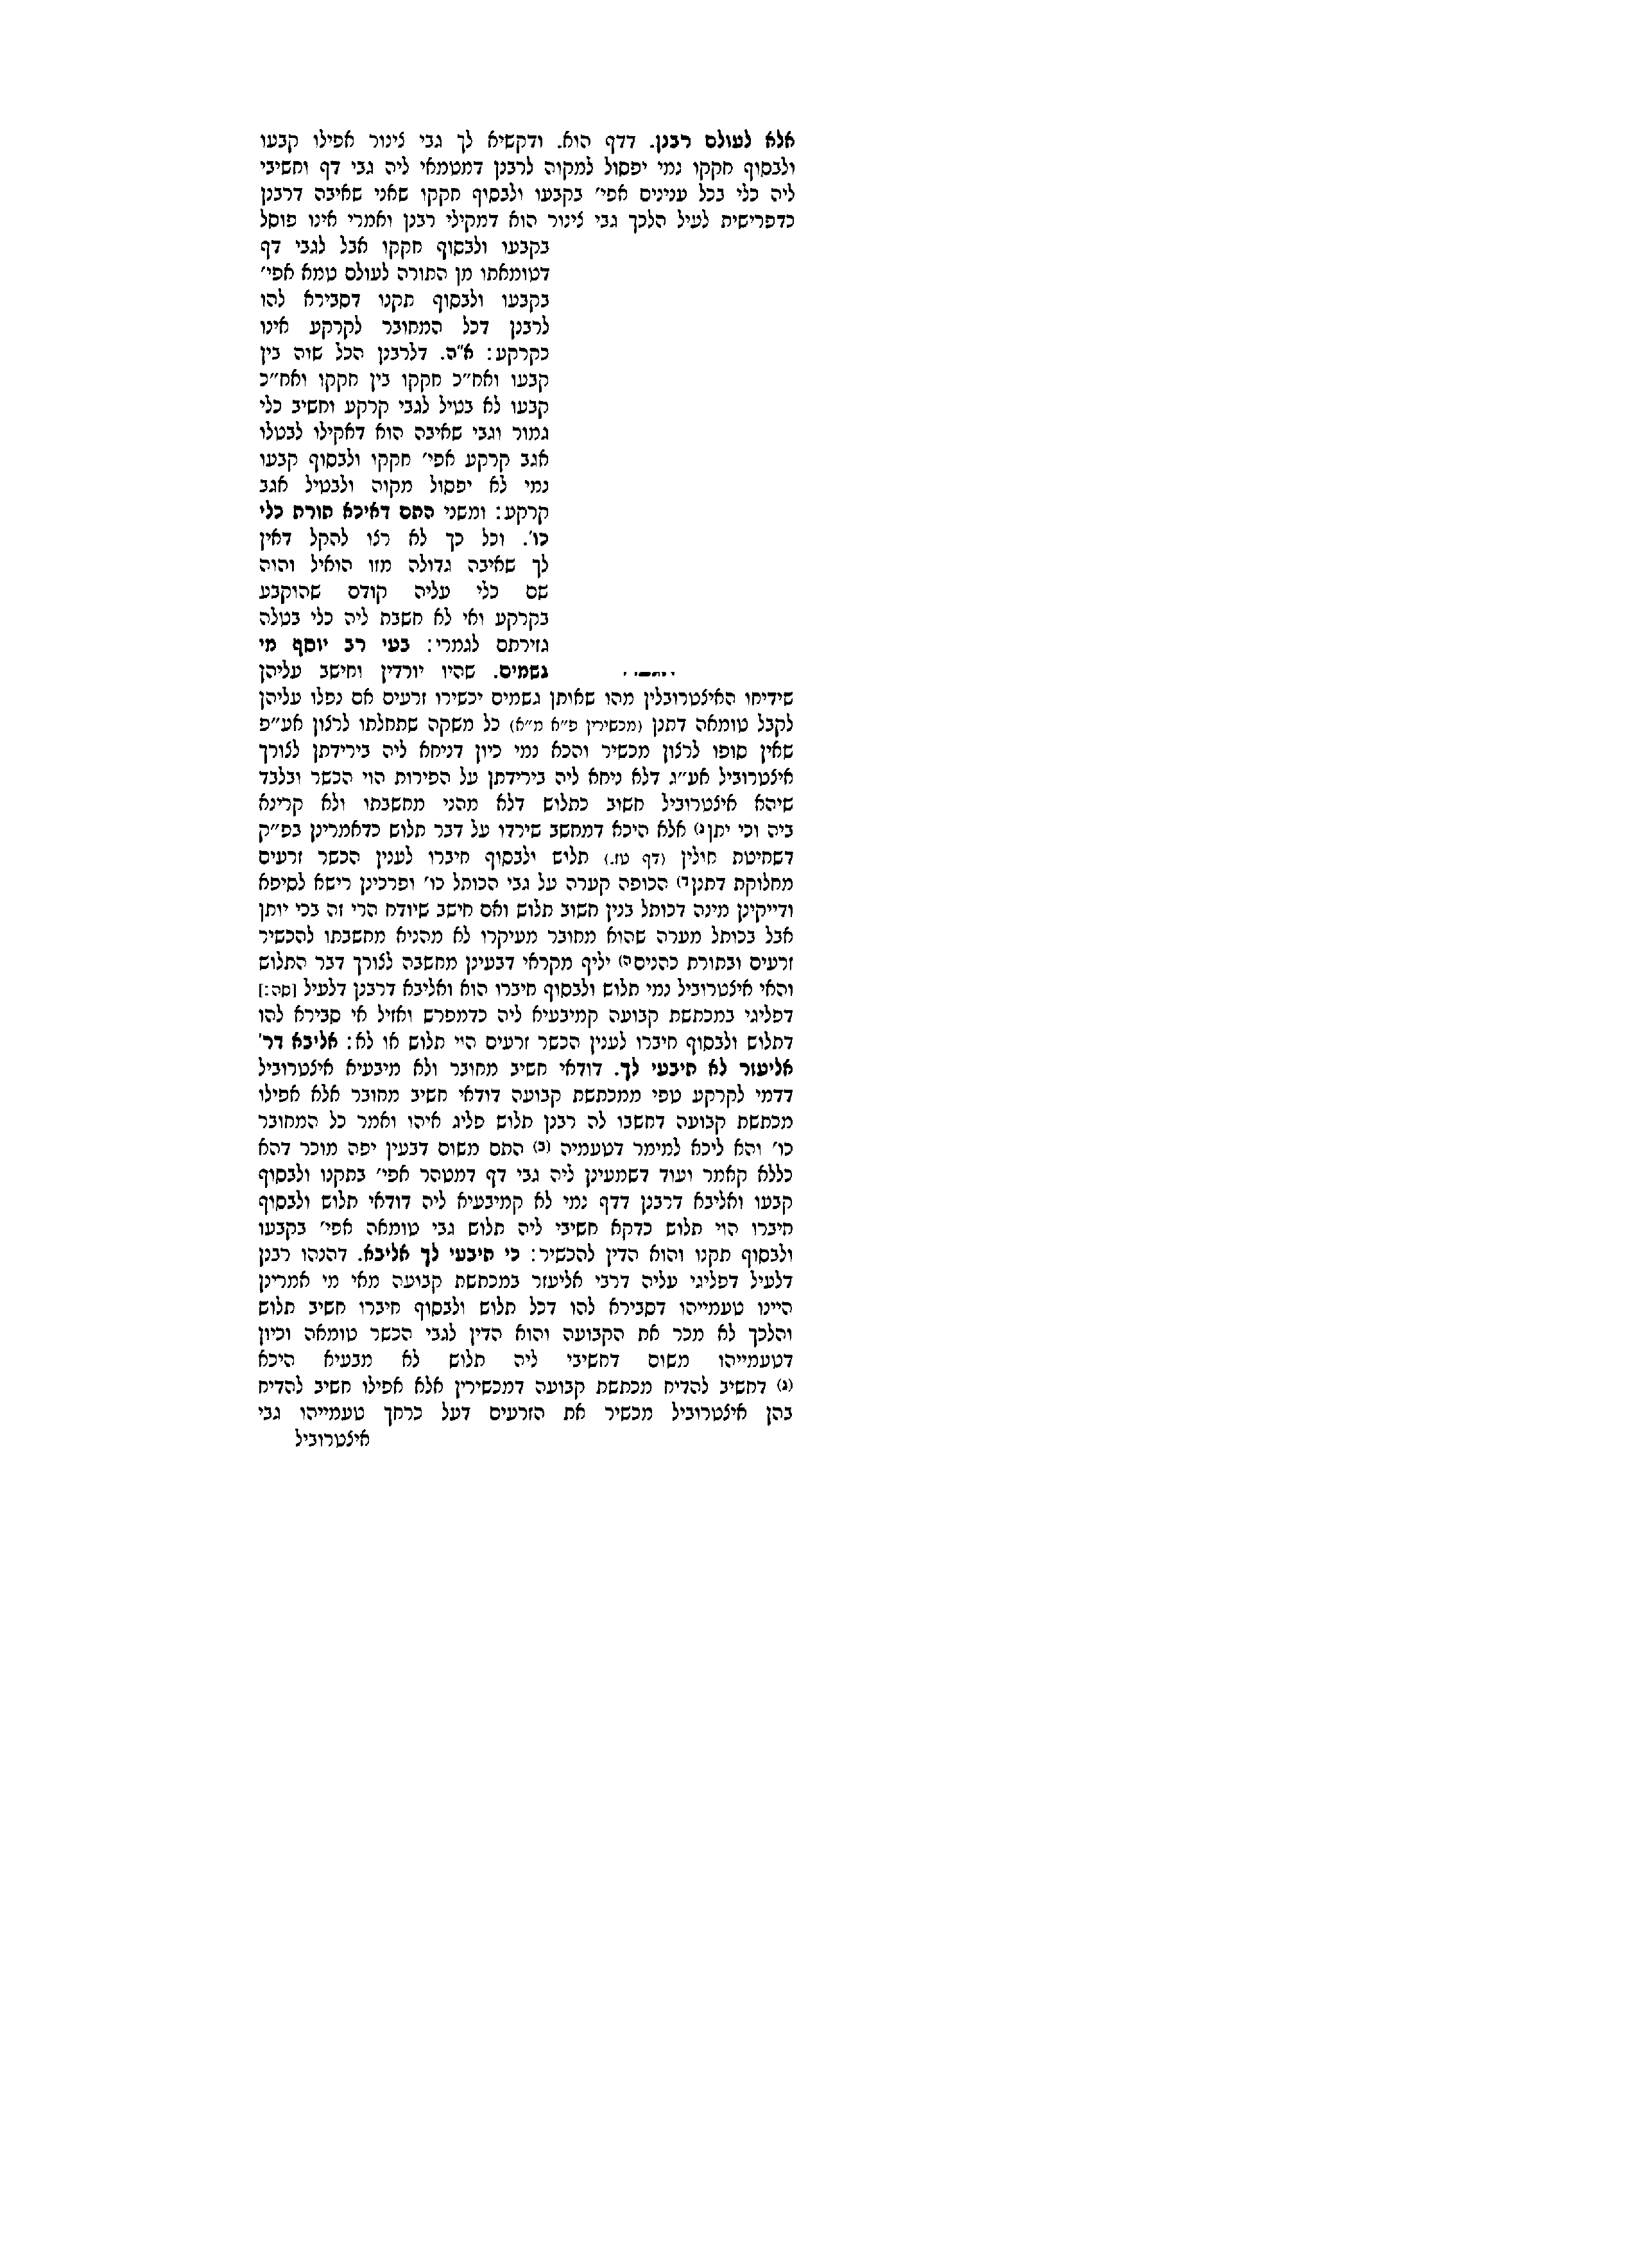 אלא לעולם רבנן. דדף הוא. ודקשיא לך גבי צינור אפילו קבעו
ולבסוף חקקו נמי יפסול למקוה לרבנן דמטמאי ליה גבי דף וחשיבי
ליה כלי בכל ענינים אפי׳ בקבעו ולבסוף חקקו שאני שאיבה דרבנן
כדפרישית לעיל הלכך גבי צינור הוא דמקילי רבנן ואמרי אינו פוסל
בקבעו ולבסוף חקקו אבל לגבי דף
דטומאתו מן התורה לעולם טמא אפי׳
בקבעו ולבסוף תקנו דסבירא להו
לרבנן דכל המחובר לקרקע אינו
כקרקע: א״ה. דלרבנן הכל שוה בין
קבעו ואח״כ חקקו בין חקקו ואח״כ
קבעו לא בטיל לגבי קרקע וחשיב כלי
גמור וגבי שאיבה הוא דאקילו לבטלו
אגב קרקע אפי׳ חקקו ולבסוף קבעו
נמי לא יפסול מקוה ולבטיל אגב
קרקע: ומשני התם דאיכא תורת כלי
כו׳. וכל כך לא רצו להקל דאין
לך שאיבה גדולה מזו הואיל והוה
שם כלי עליה קודם שהוקבע
בקרקע ואי לא חשבת ליה כלי בטלה
גזירתם לגמרי: בעי רב יוסף מי
גשמים. שהיו יורדין וחישב עליהן
שידיחו האיצטרובלין מהו שאותן גשמים יכשירו זרעים אם נפלו עליהן
לקבל טומאה דתנן (מכשירין פ״א מ״א) כל משקה שתחלתו לרצון אע״פ
שאין סופו לרצון מכשיר והכא נמי כיון דניחא ליה בירידתן לצורך
איצטרוביל אע״ג דלא ניחא ליה בירידתן על הפירות הוי הכשר ובלבד
שיהא איצטרוביל חשוב כתלוש דלא מהני מחשבתו ולא קרינא
ביה וכי יתן ג) אלא היכא דמחשב שירדו על דבר תלוש כדאמרינן בפ״ק
דשחיטת חולין (דף טז.) תלוש ולבסוף חיברו לענין הכשר זרעים
מחלוקת דתנן ד) הכופה קערה על גבי הכותל כו׳ ופרכינן רישא לסיפא
ודייקינן מינה דכותל בנין חשוב תלוש ואם חישב שיודח הרי זה בכי יותן
אבל בכותל מערה שהוא מחובר מעיקרו לא מהניא מחשבתו להכשיר
זרעים ובתורת כהנים ה) יליף מקראי דבעינן מחשבה לצורך דבר התלוש
והאי איצטרוביל נמי תלוש ולבסוף חיברו הוא ואליבא דרבנן דלעיל [סה:]
דפליגי במכתשת קבועה קמיבעיא ליה כדמפרש ואזיל אי סבירא להו
דתלוש ולבסוף חיברו לענין הכשר זרעים הוי תלוש או לא: אליבא דר׳
אליעזר לא תיבעי לך. דודאי חשיב מחובר ולא מיבעיא איצטרוביל
דדמי לקרקע טפי ממכתשת קבועה דודאי חשיב מחובר אלא אפילו
מכתשת קבועה דחשבו לה רבנן תלוש פליג איהו ואמר כל המחובר
כו׳ והא ליכא למימר דטעמיה (ב) התם משום דבעין יפה מוכר דהא
כללא קאמר ועוד דשמעינן ליה גבי דף דמטהר אפי׳ בתקנו ולבסוף
קבעו ואליבא דרבנן דדף נמי לא קמיבעיא ליה דודאי תלוש ולבסוף
חיברו הוי תלוש כדקא חשיבי ליה תלוש גבי טומאה אפי׳ בקבעו
ולבסוף תקנו והוא הדין להכשיר: כי תיבעי לך אליבא. דהנהו רבנן
דלעיל דפליגי עליה דרבי אליעזר במכתשת קבועה מאי מי אמרינן
היינו טעמייהו דסבירא להו דכל תלוש ולבסוף חיברו חשיב תלוש
והלכך לא מכר את הקבועה והוא הדין לגבי הכשר טומאה וכיון
דטעמייהו משום דחשיבי ליה תלוש לא מבעיא היכא
(ג) דחשיב להדיח מכתשת קבועה דמכשירין אלא אפילו חשיב להדיח
בהן איצטרוביל מכשיר את הזרעים דעל כרחך טעמייהו גבי
איצטרוביל